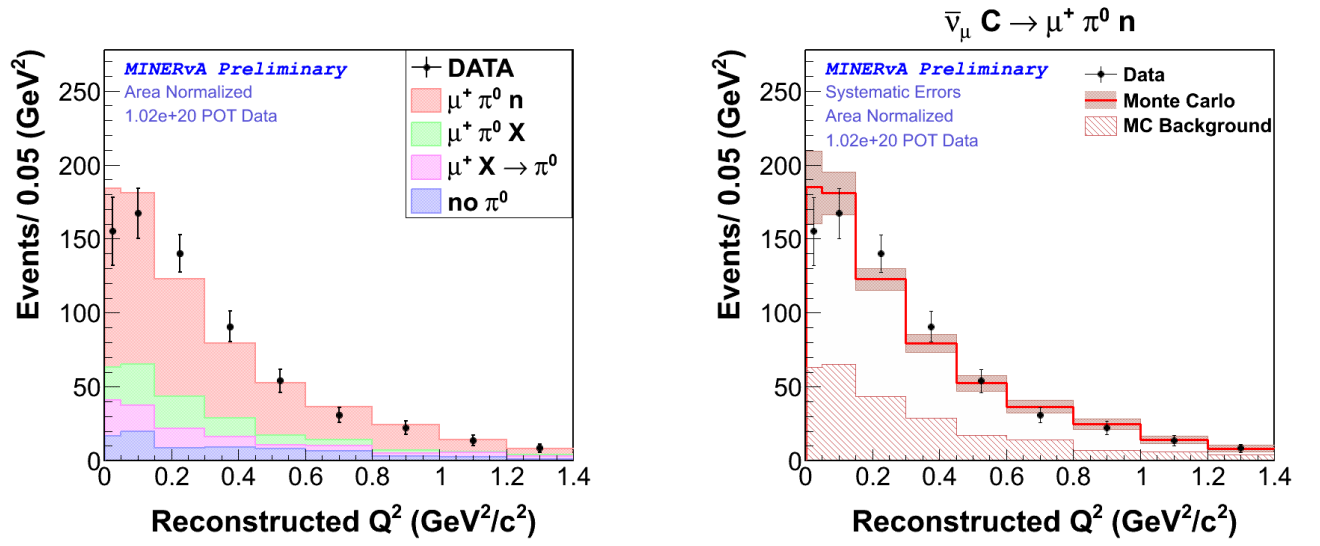 MINERνA Preliminary
Area Normalized
1.02e+20 POT Data
DATA
μ⁺ π⁰ n
μ⁺ π⁰ X
μ⁺ X → π⁰
no π⁰
Events/ 0.05 (GeV²)
250
200
150
100
50
0
0 0.2 0.4 0.6 0.8 1 1.2 1.4
Reconstructed Q² (GeV²/c²)
ν̅μ C → μ⁺ π⁰ n
MINERνA Preliminary
Systematic Errors
Area Normalized
1.02e+20 POT Data
Data
Monte Carlo
MC Background
Events/ 0.05 (GeV²)
250
200
150
100
50
0
0 0.2 0.4 0.6 0.8 1 1.2 1.4
Reconstructed Q² (GeV²/c²)